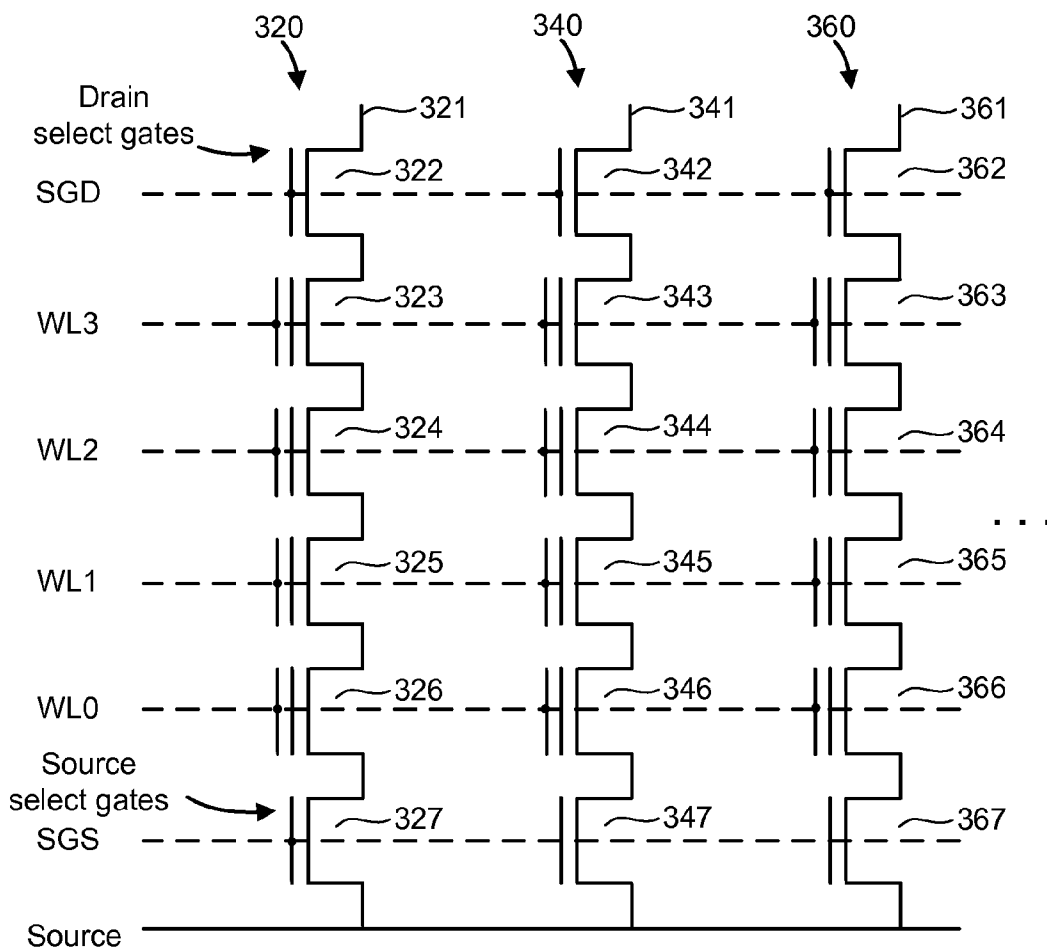 320 340 360
Drain
select gates
321 341 361
SGD 322 342 362
WL3 323 343 363
WL2 324 344 364
. . .
WL1 325 345 365
WL0 326 346 366
Source
select gates
SGS 327 347 367
Source